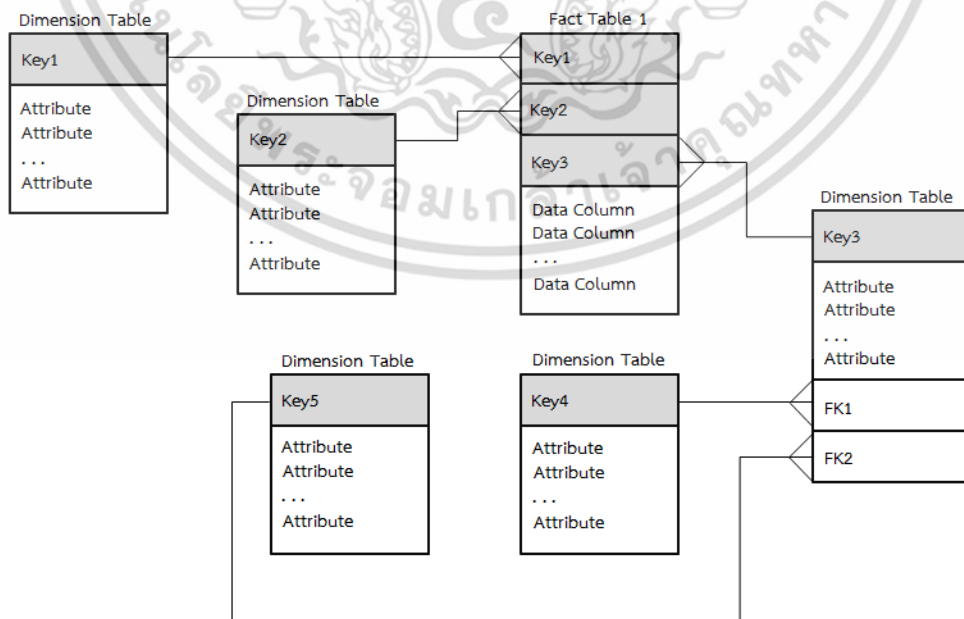 Dimension Table
Key1
Attribute
Attribute
...
Attribute
Dimension Table
Key2
Attribute
Attribute
...
Attribute
Fact Table 1
Key1
Key2
Key3
Data Column
Data Column
...
Data Column
Dimension Table
Key3
Attribute
Attribute
...
Attribute
FK1
FK2
Dimension Table
Key5
Attribute
Attribute
...
Attribute
Dimension Table
Key4
Attribute
Attribute
...
Attribute